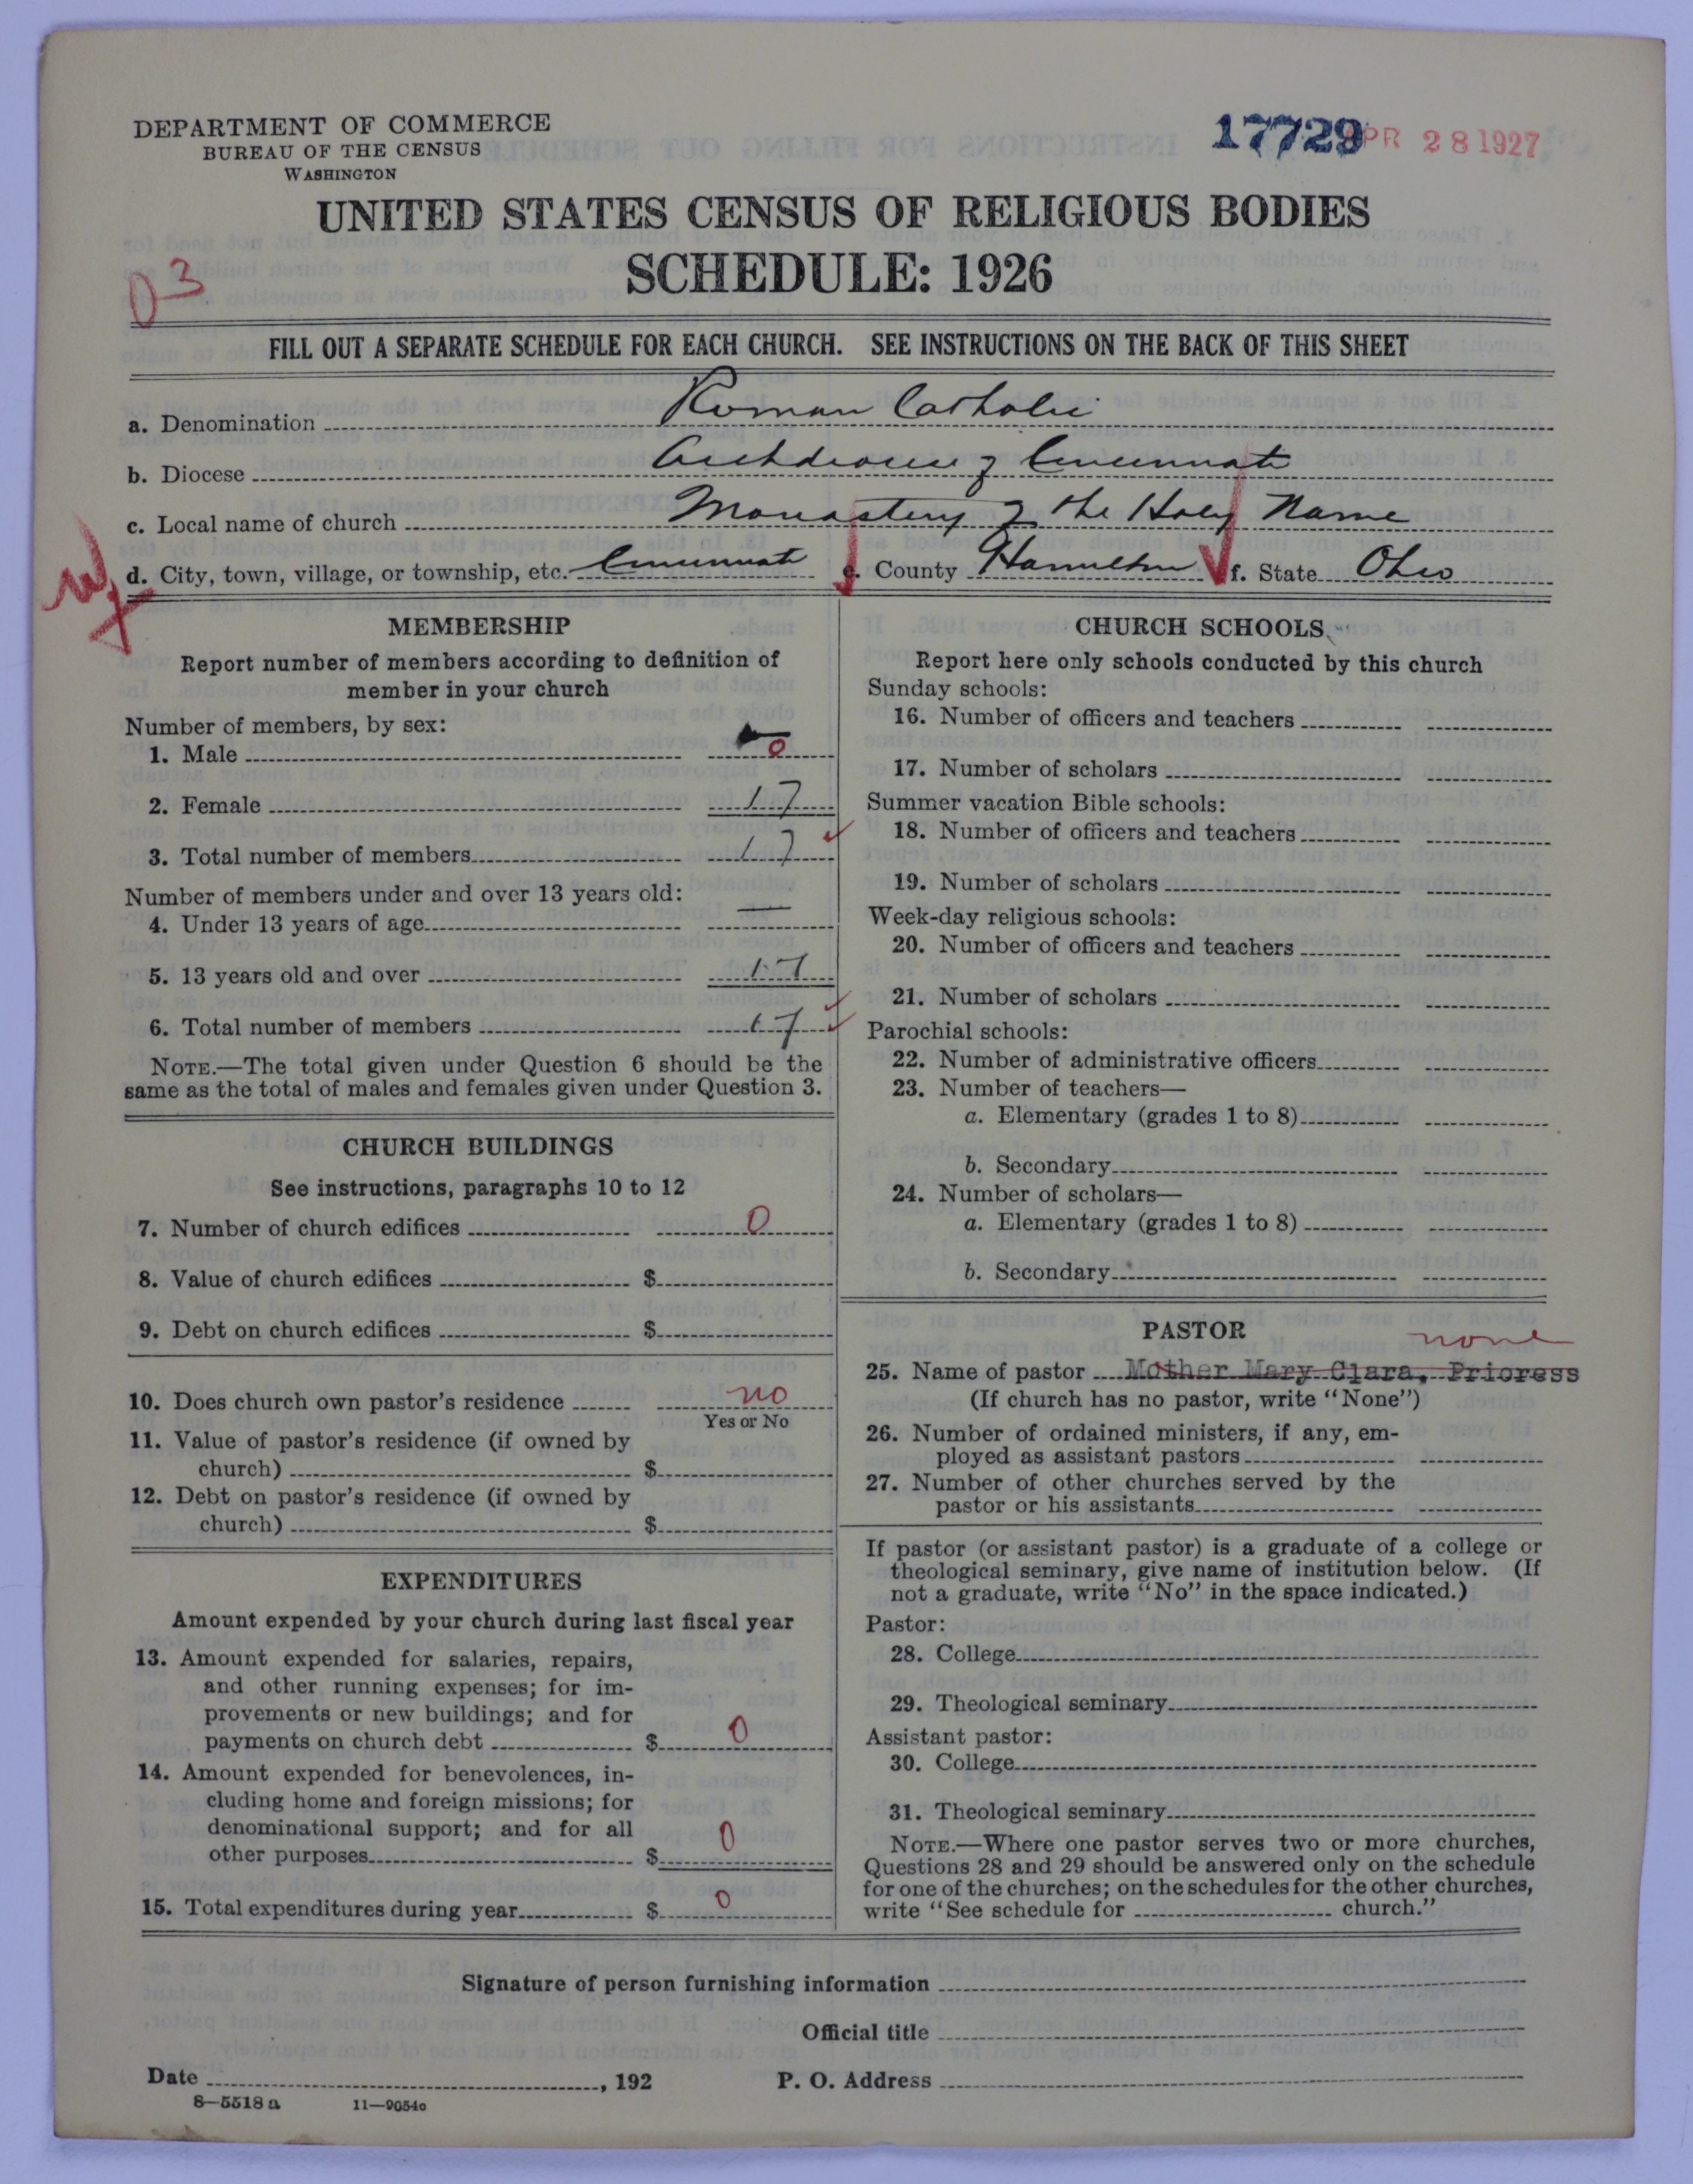 DEPARTMENT OF COMMERCE
BUREAU OF THE CENSUS
WASHINGTON
17729
APR 28 1927
UNITED STATES CENSUS OF RELIGIOUS BODIES
SCHEDULE: 1926
03
FILL OUT A SEPARATE SCHEDULE FOR EACH CHURCH. SEE INSTRUCTIONS ON THE BACK OF THIS SHEET
a. Denomination Roman Catholic
b. Diocese Archdiocese of Cincinnati
c. Local name of church Monastery of the Holy Name
d. City, town, village, or township, etc. Cincinnati e. County Hamilton f. State Ohio
MEMBERSHIP
Report number of members according to definition of
member in your church
Number of members, by sex:
1. Male 0
2. Female 17
3. Total number of members 17
Number of members under and over 13 years old:
4. Under 13 years of age —
5. 13 years old and over 17
6. Total number of members 17
NOTE.—The total given under Question 6 should be the
same as the total of males and females given under Question 3.
CHURCH BUILDINGS
See instructions, paragraphs 10 to 12
7. Number of church edifices 0
8. Value of church edifices $
9. Debt on church edifices $
10. Does church own pastor's residence no
Yes or No
11. Value of pastor's residence (if owned by
church) $
12. Debt on pastor's residence (if owned by
church) $
EXPENDITURES
Amount expended by your church during last fiscal year
13. Amount expended for salaries, repairs,
and other running expenses; for im-
provements or new buildings; and for
payments on church debt $ 0
14. Amount expended for benevolences, in-
cluding home and foreign missions; for
denominational support; and for all
other purposes $ 0
15. Total expenditures during year $ 0
CHURCH SCHOOLS
Report here only schools conducted by this church
Sunday schools:
16. Number of officers and teachers
17. Number of scholars
Summer vacation Bible schools:
18. Number of officers and teachers
19. Number of scholars
Week-day religious schools:
20. Number of officers and teachers
21. Number of scholars
Parochial schools:
22. Number of administrative officers
23. Number of teachers—
a. Elementary (grades 1 to 8)
b. Secondary
24. Number of scholars—
a. Elementary (grades 1 to 8)
b. Secondary
PASTOR
none
25. Name of pastor Mother Mary Clara, Prioress
(If church has no pastor, write "None")
26. Number of ordained ministers, if any, em-
ployed as assistant pastors
27. Number of other churches served by the
pastor or his assistants
If pastor (or assistant pastor) is a graduate of a college or
theological seminary, give name of institution below. (If
not a graduate, write "No" in the space indicated.)
Pastor:
28. College
29. Theological seminary
Assistant pastor:
30. College
31. Theological seminary
NOTE.—Where one pastor serves two or more churches,
Questions 28 and 29 should be answered only on the schedule
for one of the churches; on the schedules for the other churches,
write "See schedule for church."
Signature of person furnishing information
Official title
Date , 192 P. O. Address
8—5518 a 11—9054c